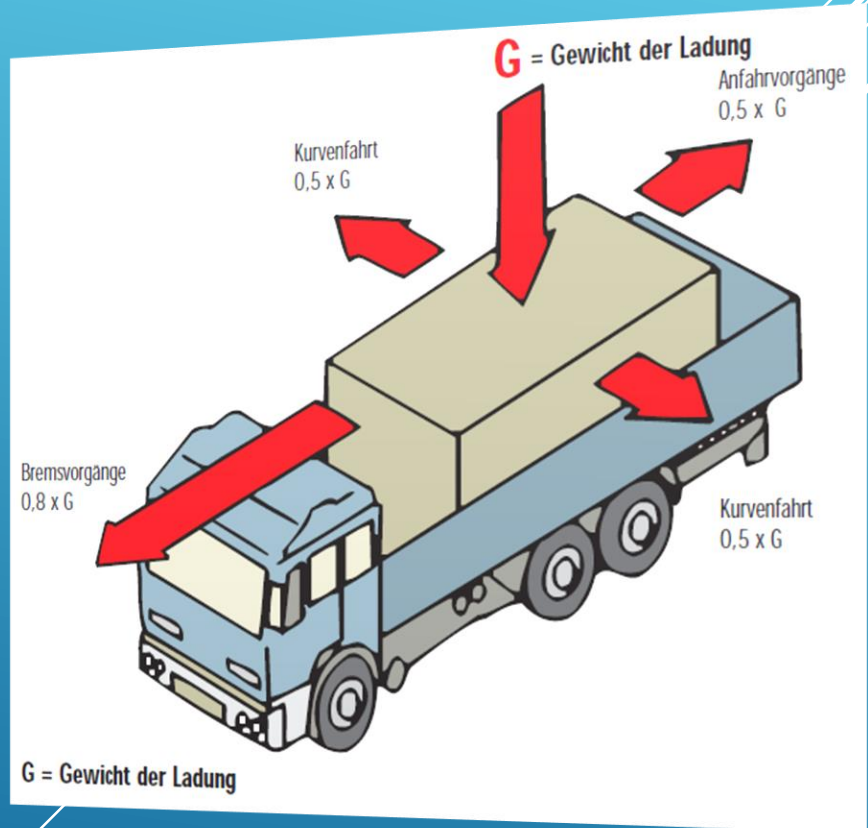 G = Gewicht der Ladung
Anfahrvorgänge
0,5 x G
Kurvenfahrt
0,5 x G
Bremsvorgänge
0,8 x G
Kurvenfahrt
0,5 x G
G = Gewicht der Ladung